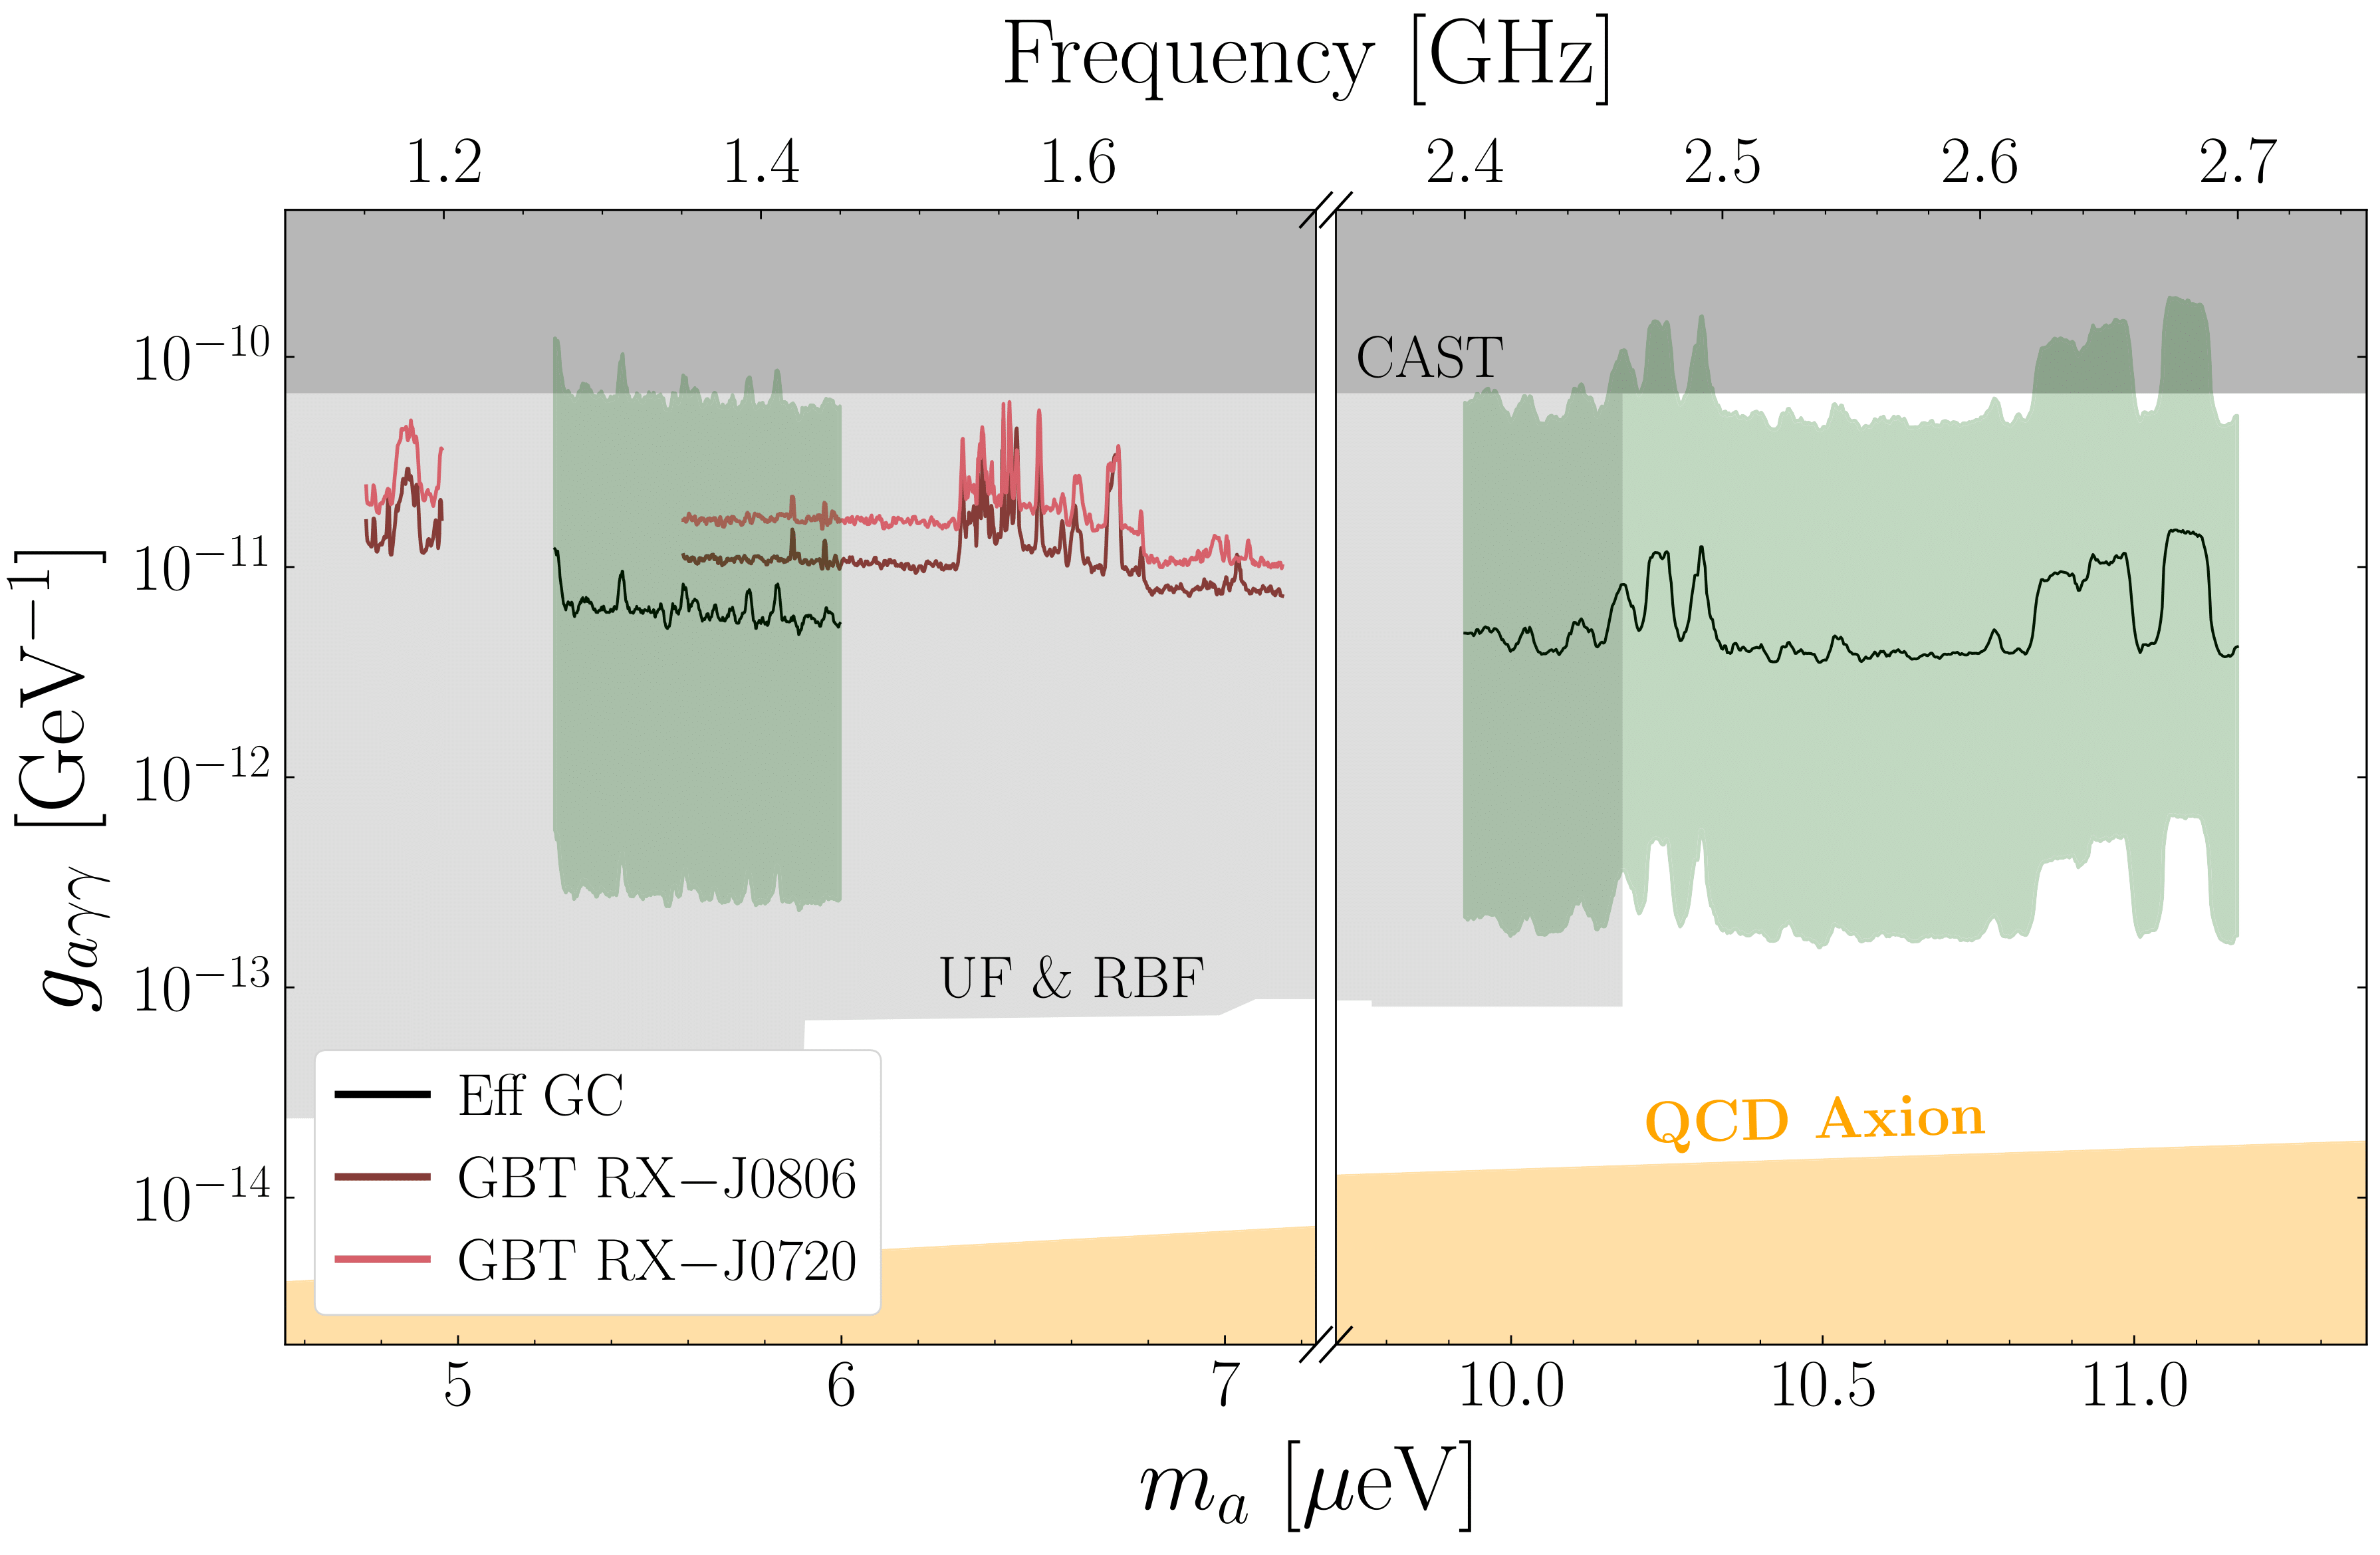 Frequency [GHz]
1.2 1.4 1.6 2.4 2.5 2.6 2.7
10⁻¹⁰
CAST
10⁻¹¹
10⁻¹²
10⁻¹³
UF & RBF
10⁻¹⁴
QCD Axion
gₐγγ [GeV⁻¹]
Eff GC
GBT RX−J0806
GBT RX−J0720
5 6 7 10.0 10.5 11.0
mₐ [μeV]